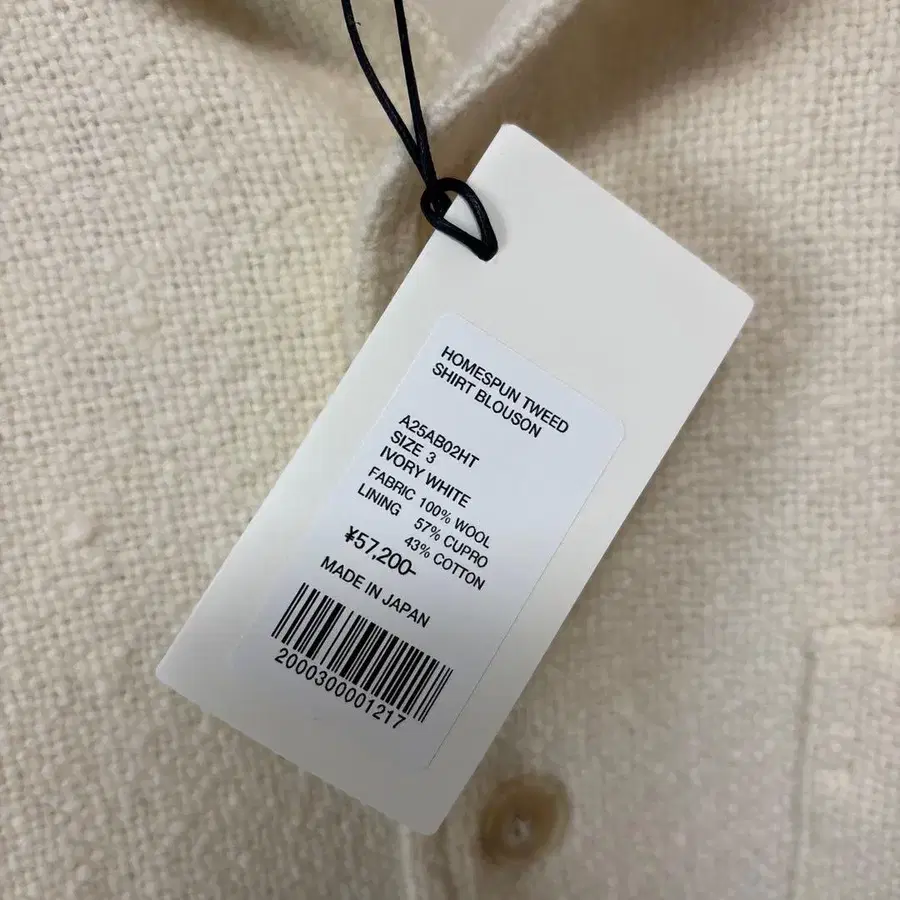 HOMESPUN TWEED
SHIRT BLOUSON
A25AB02HT
SIZE 3
IVORY WHITE
FABRIC 100% WOOL
LINING 57% CUPRO
43% COTTON
¥57,200-
MADE IN JAPAN
2000300001217